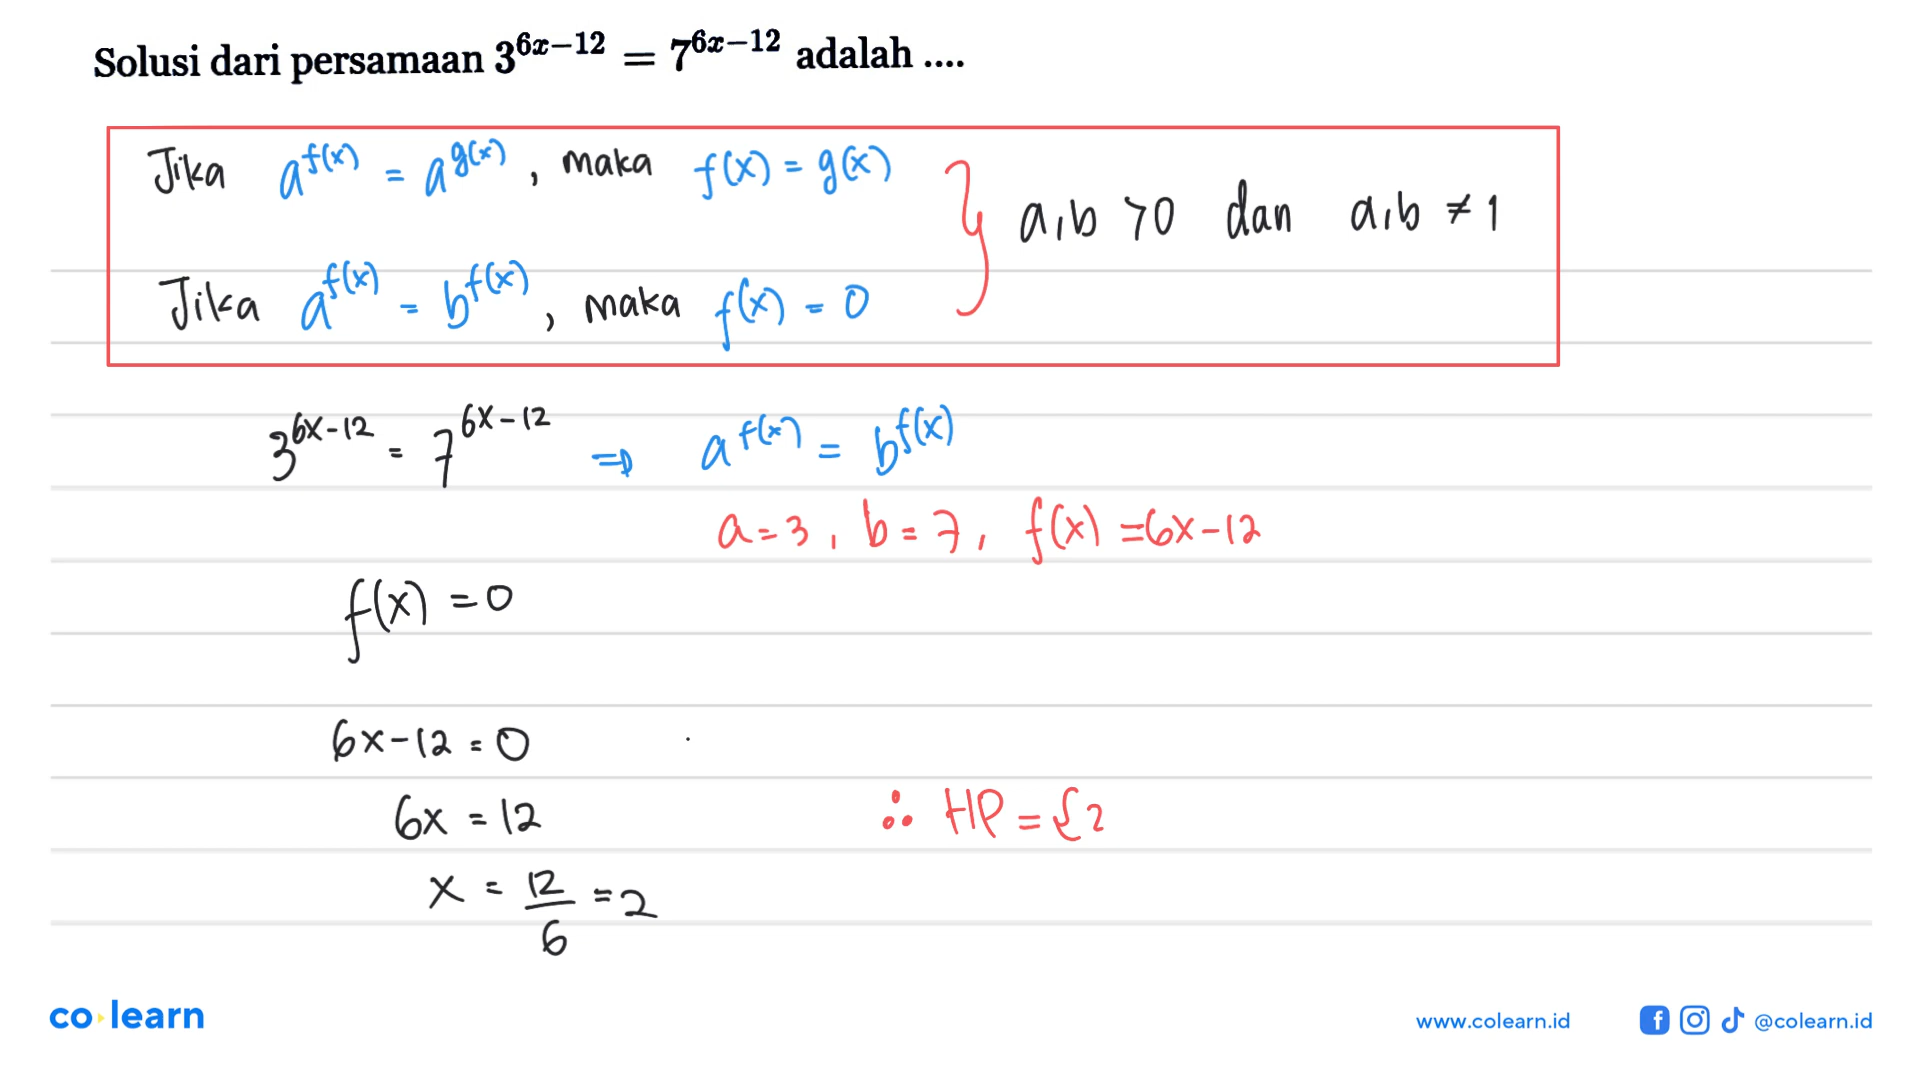 Solusi dari persamaan 3^{6x-12} = 7^{6x-12} adalah ....
Jika a^{f(x)} = a^{g(x)}, maka f(x) = g(x)
a,b > 0 dan a,b ≠ 1
Jika a^{f(x)} = b^{f(x)}, maka f(x) = 0
3^{6x-12} = 7^{6x-12} ⇒ a^{f(x)} = b^{f(x)}
a = 3, b = 7, f(x) = 6x-12
f(x) = 0
6x-12 = 0
6x = 12
∴ HP = {2
x = \frac{12}{6} = 2
co learn
www.colearn.id
@colearn.id